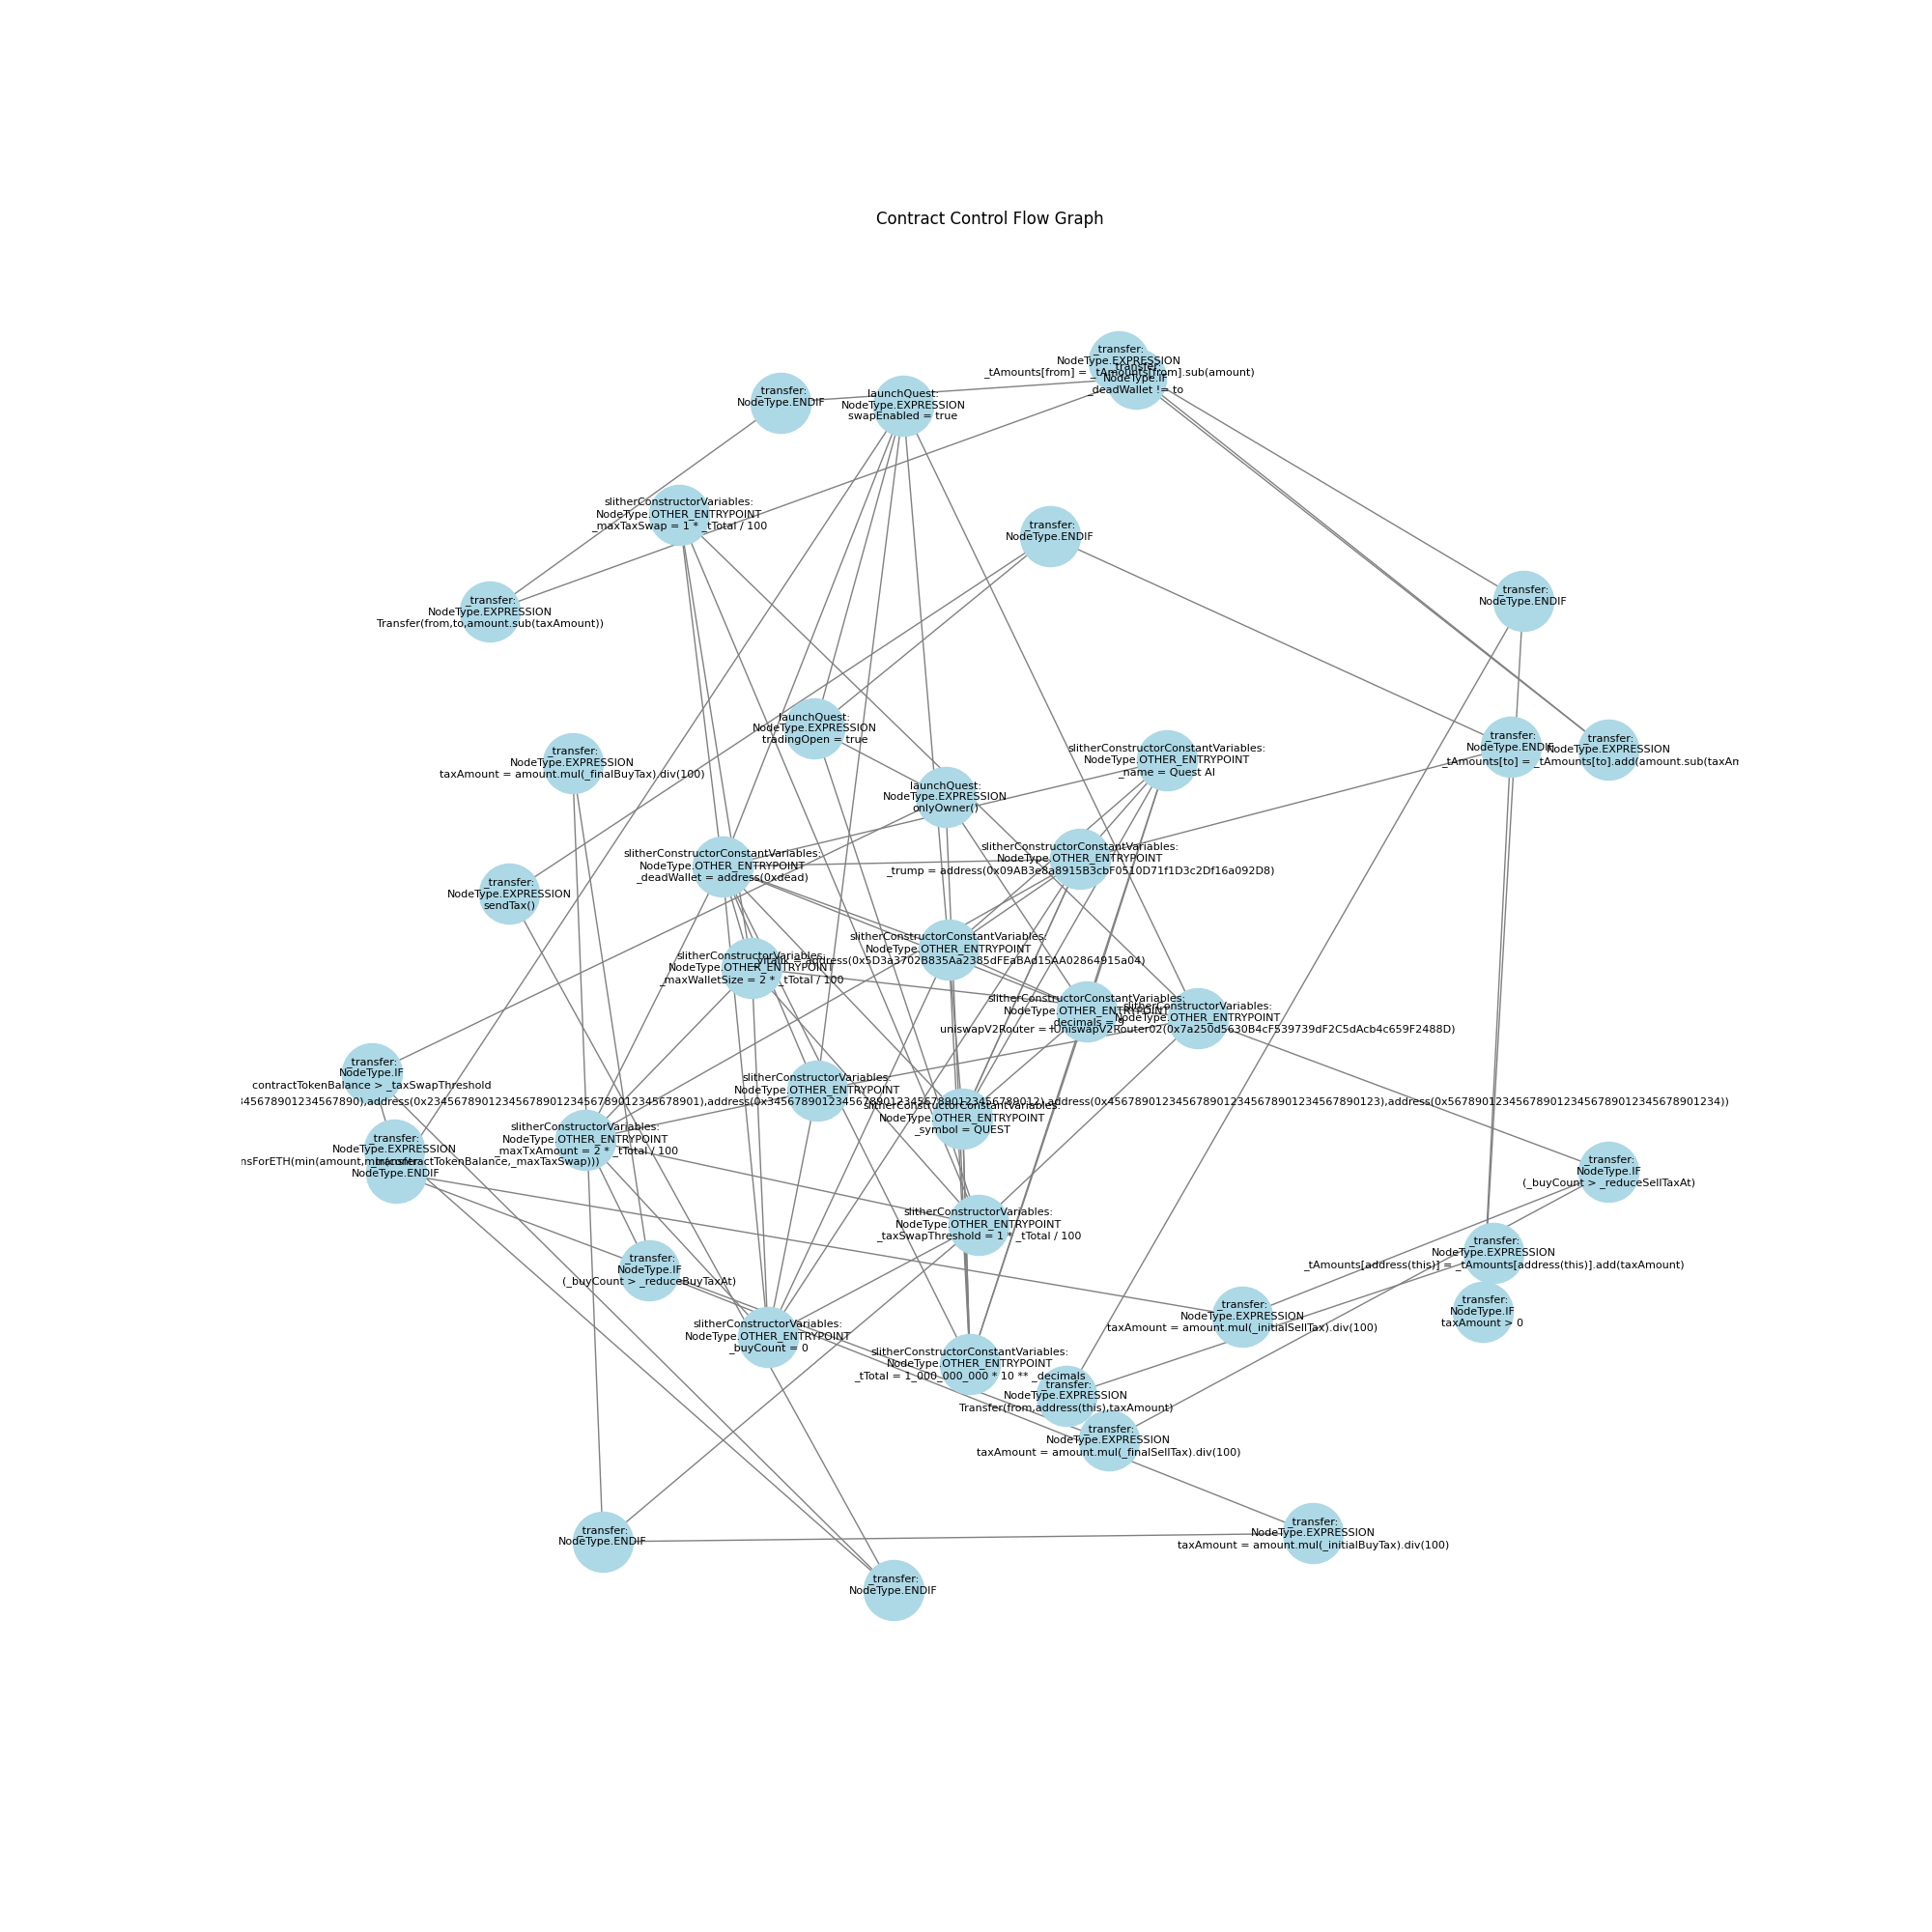 Contract Control Flow Graph
_transfer:
NodeType.EXPRESSION
_tAmounts[from] = _tAmounts[from].sub(amount)
_transfer:
NodeType.IF
_deadWallet != to
_transfer:
NodeType.ENDIF
launchQuest:
NodeType.EXPRESSION
swapEnabled = true
slitherConstructorVariables:
NodeType.OTHER_ENTRYPOINT
_maxTaxSwap = 1 * _tTotal / 100
_transfer:
NodeType.ENDIF
_transfer:
NodeType.EXPRESSION
Transfer(from,to,amount.sub(taxAmount))
_transfer:
NodeType.ENDIF
launchQuest:
NodeType.EXPRESSION
tradingOpen = true
_transfer:
NodeType.ENDIF
_transfer:
NodeType.EXPRESSION
_tAmounts[to] = _tAmounts[to].add(amount.sub(taxAm
_transfer:
NodeType.EXPRESSION
taxAmount = amount.mul(_finalBuyTax).div(100)
slitherConstructorConstantVariables:
NodeType.OTHER_ENTRYPOINT
_name = Quest AI
launchQuest:
NodeType.EXPRESSION
onlyOwner()
slitherConstructorConstantVariables:
NodeType.OTHER_ENTRYPOINT
_trump = address(0x09AB3e8a8915B3cbF0510D71f1D3c2Df16a092D8)
slitherConstructorConstantVariables:
NodeType.OTHER_ENTRYPOINT
_deadWallet = address(0xdead)
_transfer:
NodeType.EXPRESSION
sendTax()
slitherConstructorConstantVariables:
NodeType.OTHER_ENTRYPOINT
= address(0x5D3a3702B835Aa2385dFEaBAd15AA02864915a04)
slitherConstructorVariables:
NodeType.OTHER_ENTRYPOINT
_maxWalletSize = 2 * _tTotal / 100
slitherConstructorConstantVariables:
NodeType.OTHER_ENTRYPOINT
_decimals = 9
slitherConstructorVariables:
NodeType.OTHER_ENTRYPOINT
uniswapV2Router = IUniswapV2Router02(0x7a250d5630B4cF539739dF2C5dAcb4c659F2488D)
_transfer:
NodeType.IF
contractTokenBalance > _taxSwapThreshold
slitherConstructorVariables:
NodeType.OTHER_ENTRYPOINT
345678901234567890),address(0x2345678901234567890123456789012345678901),address(0x3456789012345678901234567890123456789012),address(0x4567890123456789012345678901234567890123),address(0x5678901234567890123456789012345678901234))
slitherConstructorConstantVariables:
NodeType.OTHER_ENTRYPOINT
_symbol = QUEST
slitherConstructorVariables:
NodeType.OTHER_ENTRYPOINT
_maxTxAmount = 2 * _tTotal / 100
_transfer:
NodeType.EXPRESSION
nsForETH(min(amount,min(contractTokenBalance,_maxTaxSwap)))
_transfer:
NodeType.ENDIF
_transfer:
NodeType.IF
(_buyCount > _reduceSellTaxAt)
slitherConstructorVariables:
NodeType.OTHER_ENTRYPOINT
_taxSwapThreshold = 1 * _tTotal / 100
_transfer:
NodeType.EXPRESSION
_tAmounts[address(this)] = _tAmounts[address(this)].add(taxAmount)
_transfer:
NodeType.IF
(_buyCount > _reduceBuyTaxAt)
_transfer:
NodeType.IF
taxAmount > 0
_transfer:
NodeType.EXPRESSION
taxAmount = amount.mul(_initialSellTax).div(100)
slitherConstructorVariables:
NodeType.OTHER_ENTRYPOINT
_buyCount = 0
slitherConstructorConstantVariables:
NodeType.OTHER_ENTRYPOINT
_tTotal = 1_000_000_000 * 10 ** _decimals
_transfer:
NodeType.EXPRESSION
Transfer(from,address(this),taxAmount)
_transfer:
NodeType.EXPRESSION
taxAmount = amount.mul(_finalSellTax).div(100)
_transfer:
NodeType.EXPRESSION
taxAmount = amount.mul(_initialBuyTax).div(100)
_transfer:
NodeType.ENDIF
_transfer:
NodeType.ENDIF